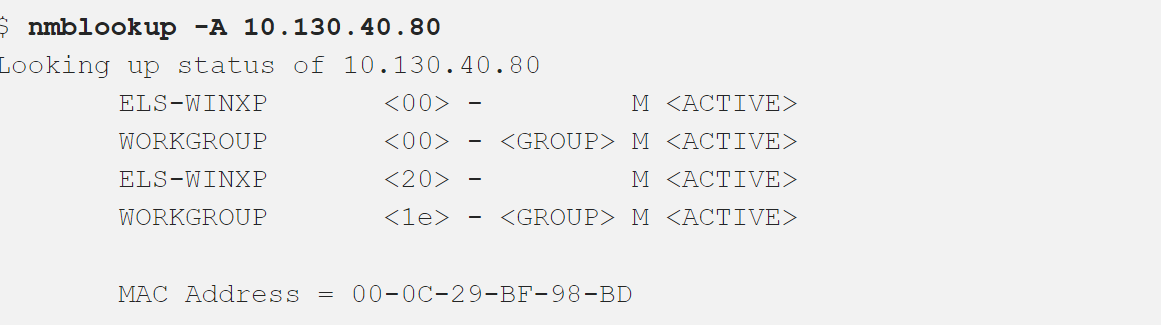 $ nmblookup -A 10.130.40.80
Looking up status of 10.130.40.80
        ELS-WINXP       <00> -         M <ACTIVE>
        WORKGROUP       <00> - <GROUP> M <ACTIVE>
        ELS-WINXP       <20> -         M <ACTIVE>
        WORKGROUP       <1e> - <GROUP> M <ACTIVE>

        MAC Address = 00-0C-29-BF-98-BD